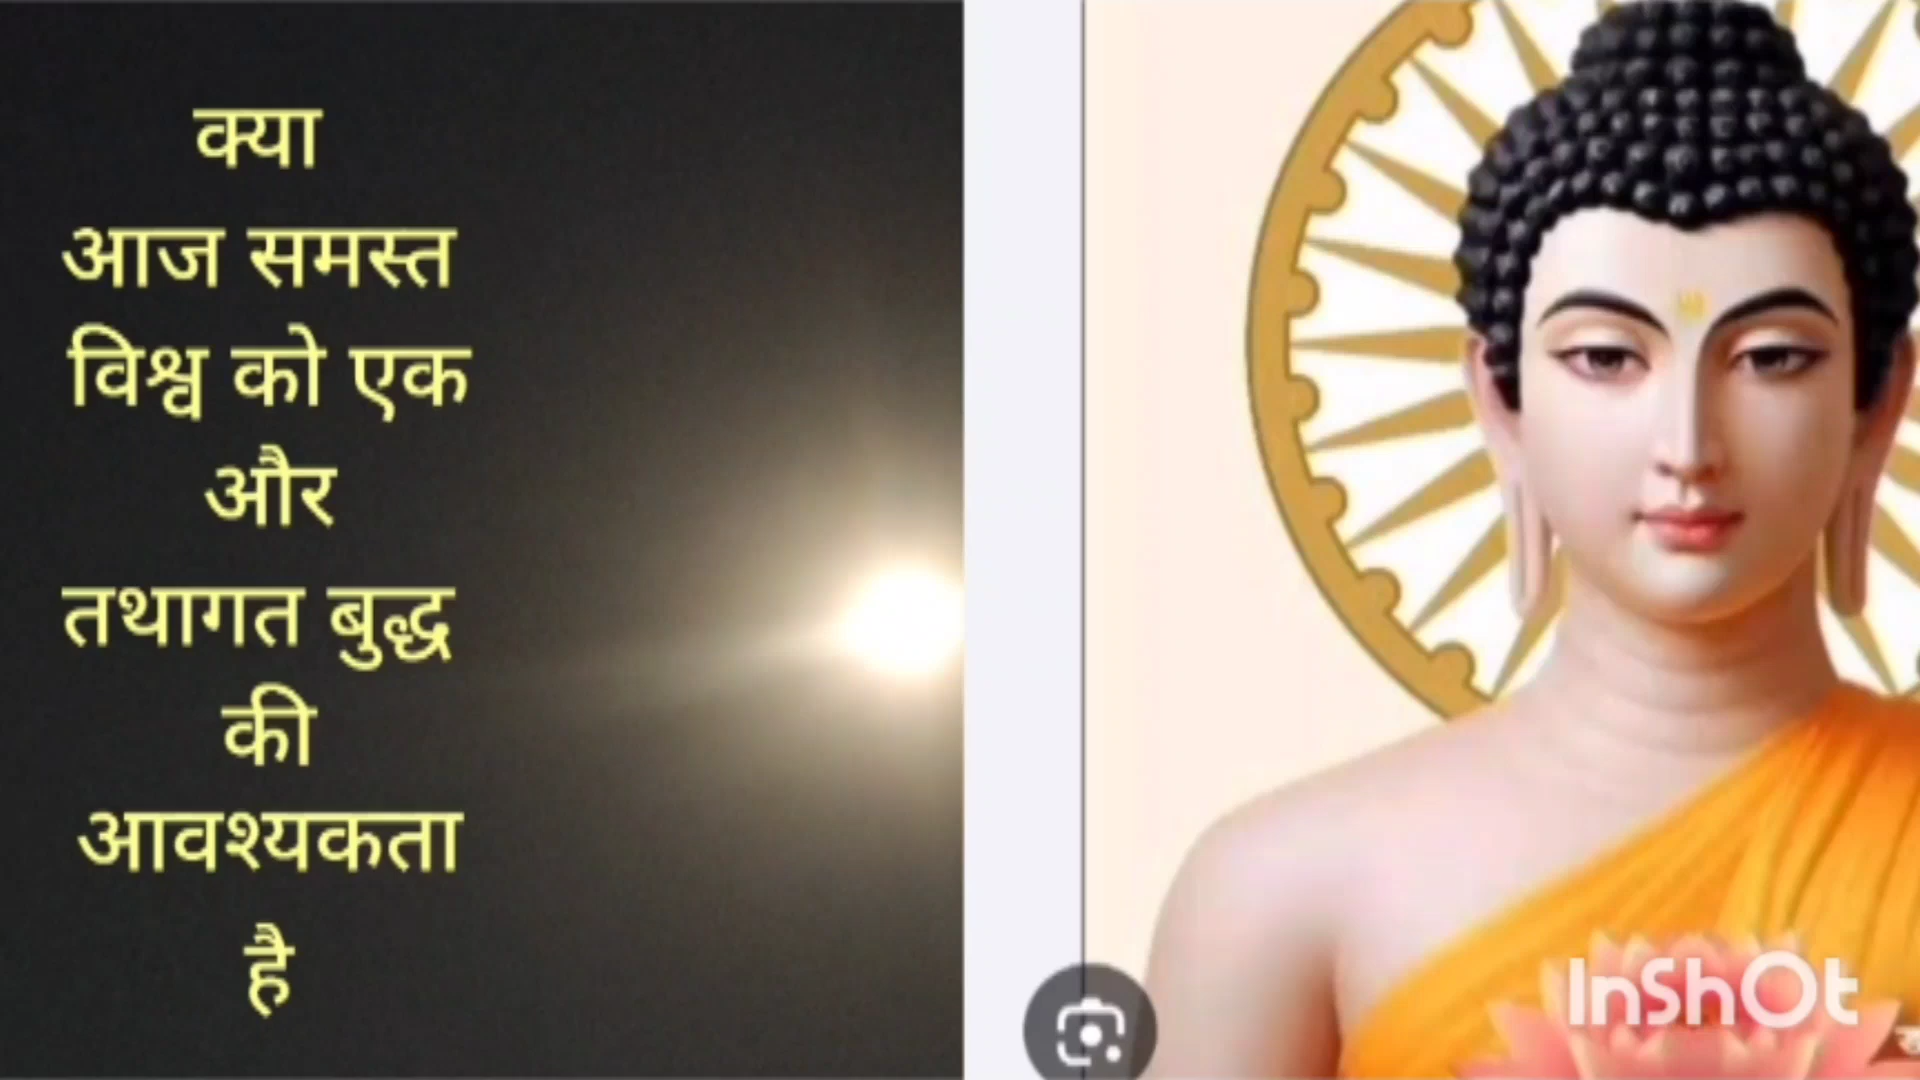 क्या
आज समस्त
विश्व को एक
और
तथागत बुद्ध
की
आवश्यकता
है
InShOt